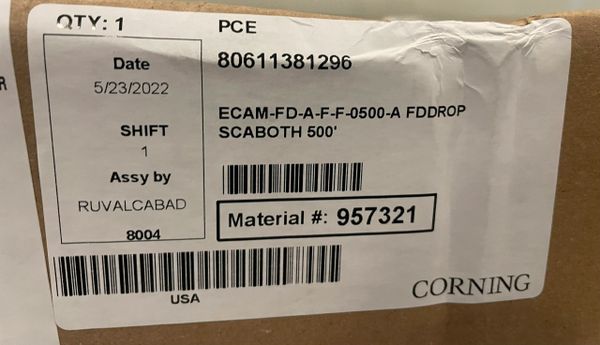 QTY: 1
PCE
Date
5/23/2022
80611381296
SHIFT
1
ECAM-FD-A-F-F-0500-A FDDROP
SCABOTH 500'
Assy by
RUVALCABAD
8004
Material #: 957321
USA
CORNING
R